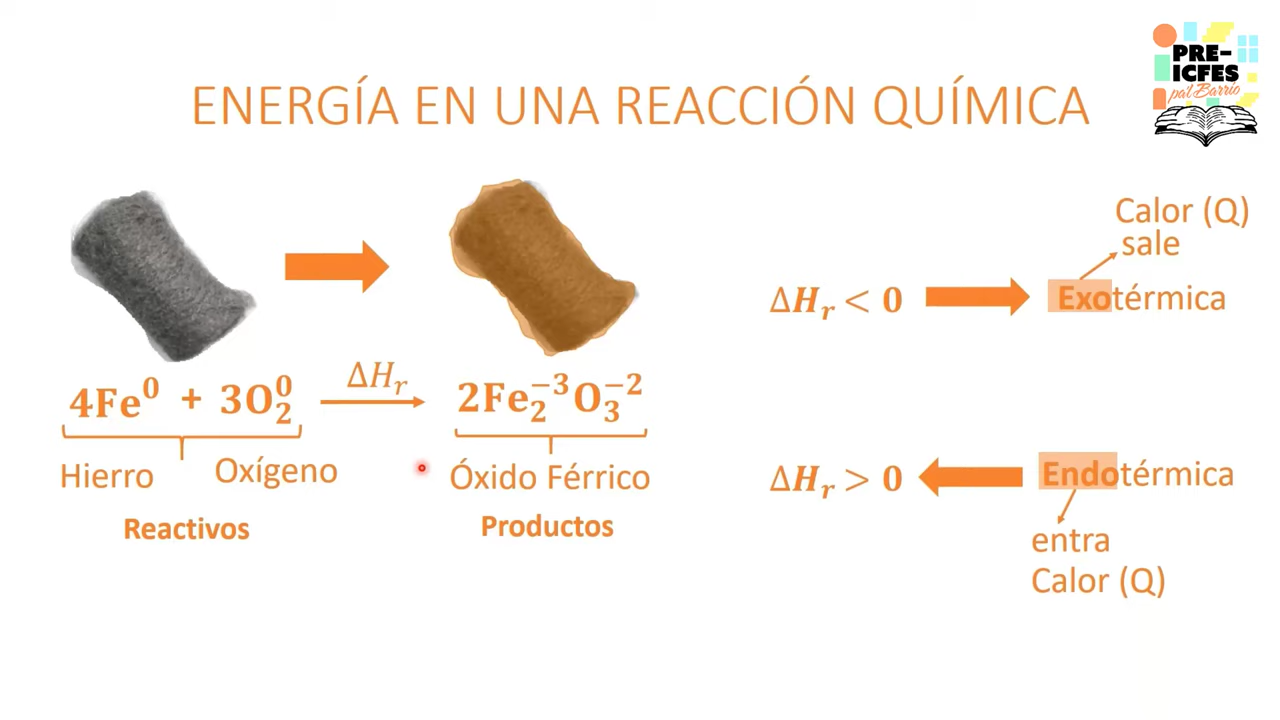 PRE-
ICFES
pa'l Barrio
ENERGÍA EN UNA REACCIÓN QUÍMICA
4Fe⁰ + 3O₂⁰
ΔHᵣ
2Fe₂⁻³O₃⁻²
Hierro
Oxígeno
Óxido Férrico
Reactivos
Productos
Calor (Q)
sale
ΔHᵣ < 0
Exotérmica
ΔHᵣ > 0
Endotérmica
entra
Calor (Q)